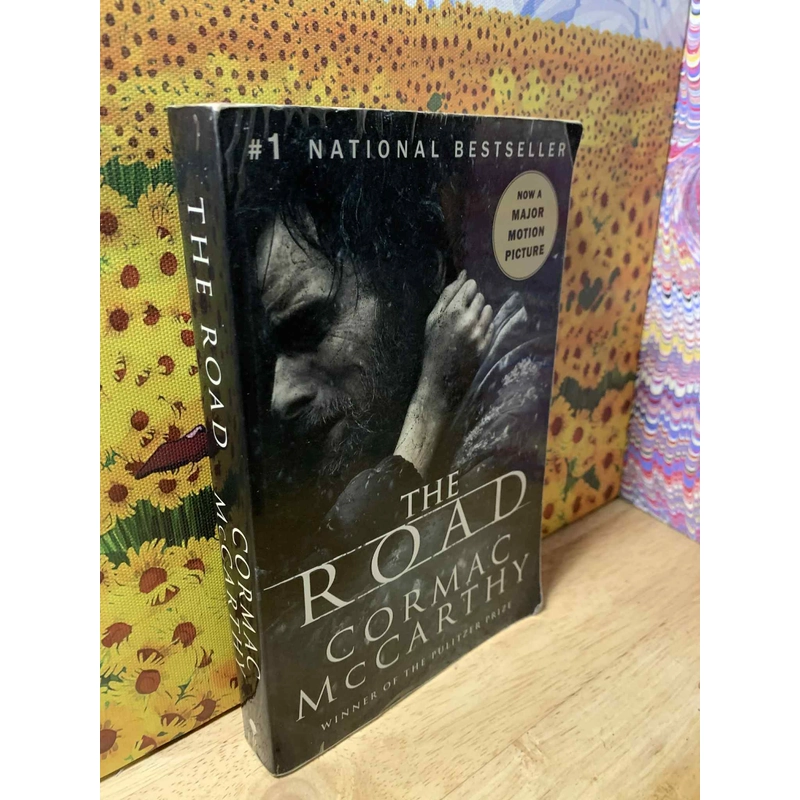 #1 NATIONAL BESTSELLER
NOW A
MAJOR
MOTION
PICTURE
THE
ROAD
CORMAC
MCCARTHY
WINNER OF THE PULITZER PRIZE
THE ROAD
CORMAC
MCCARTHY